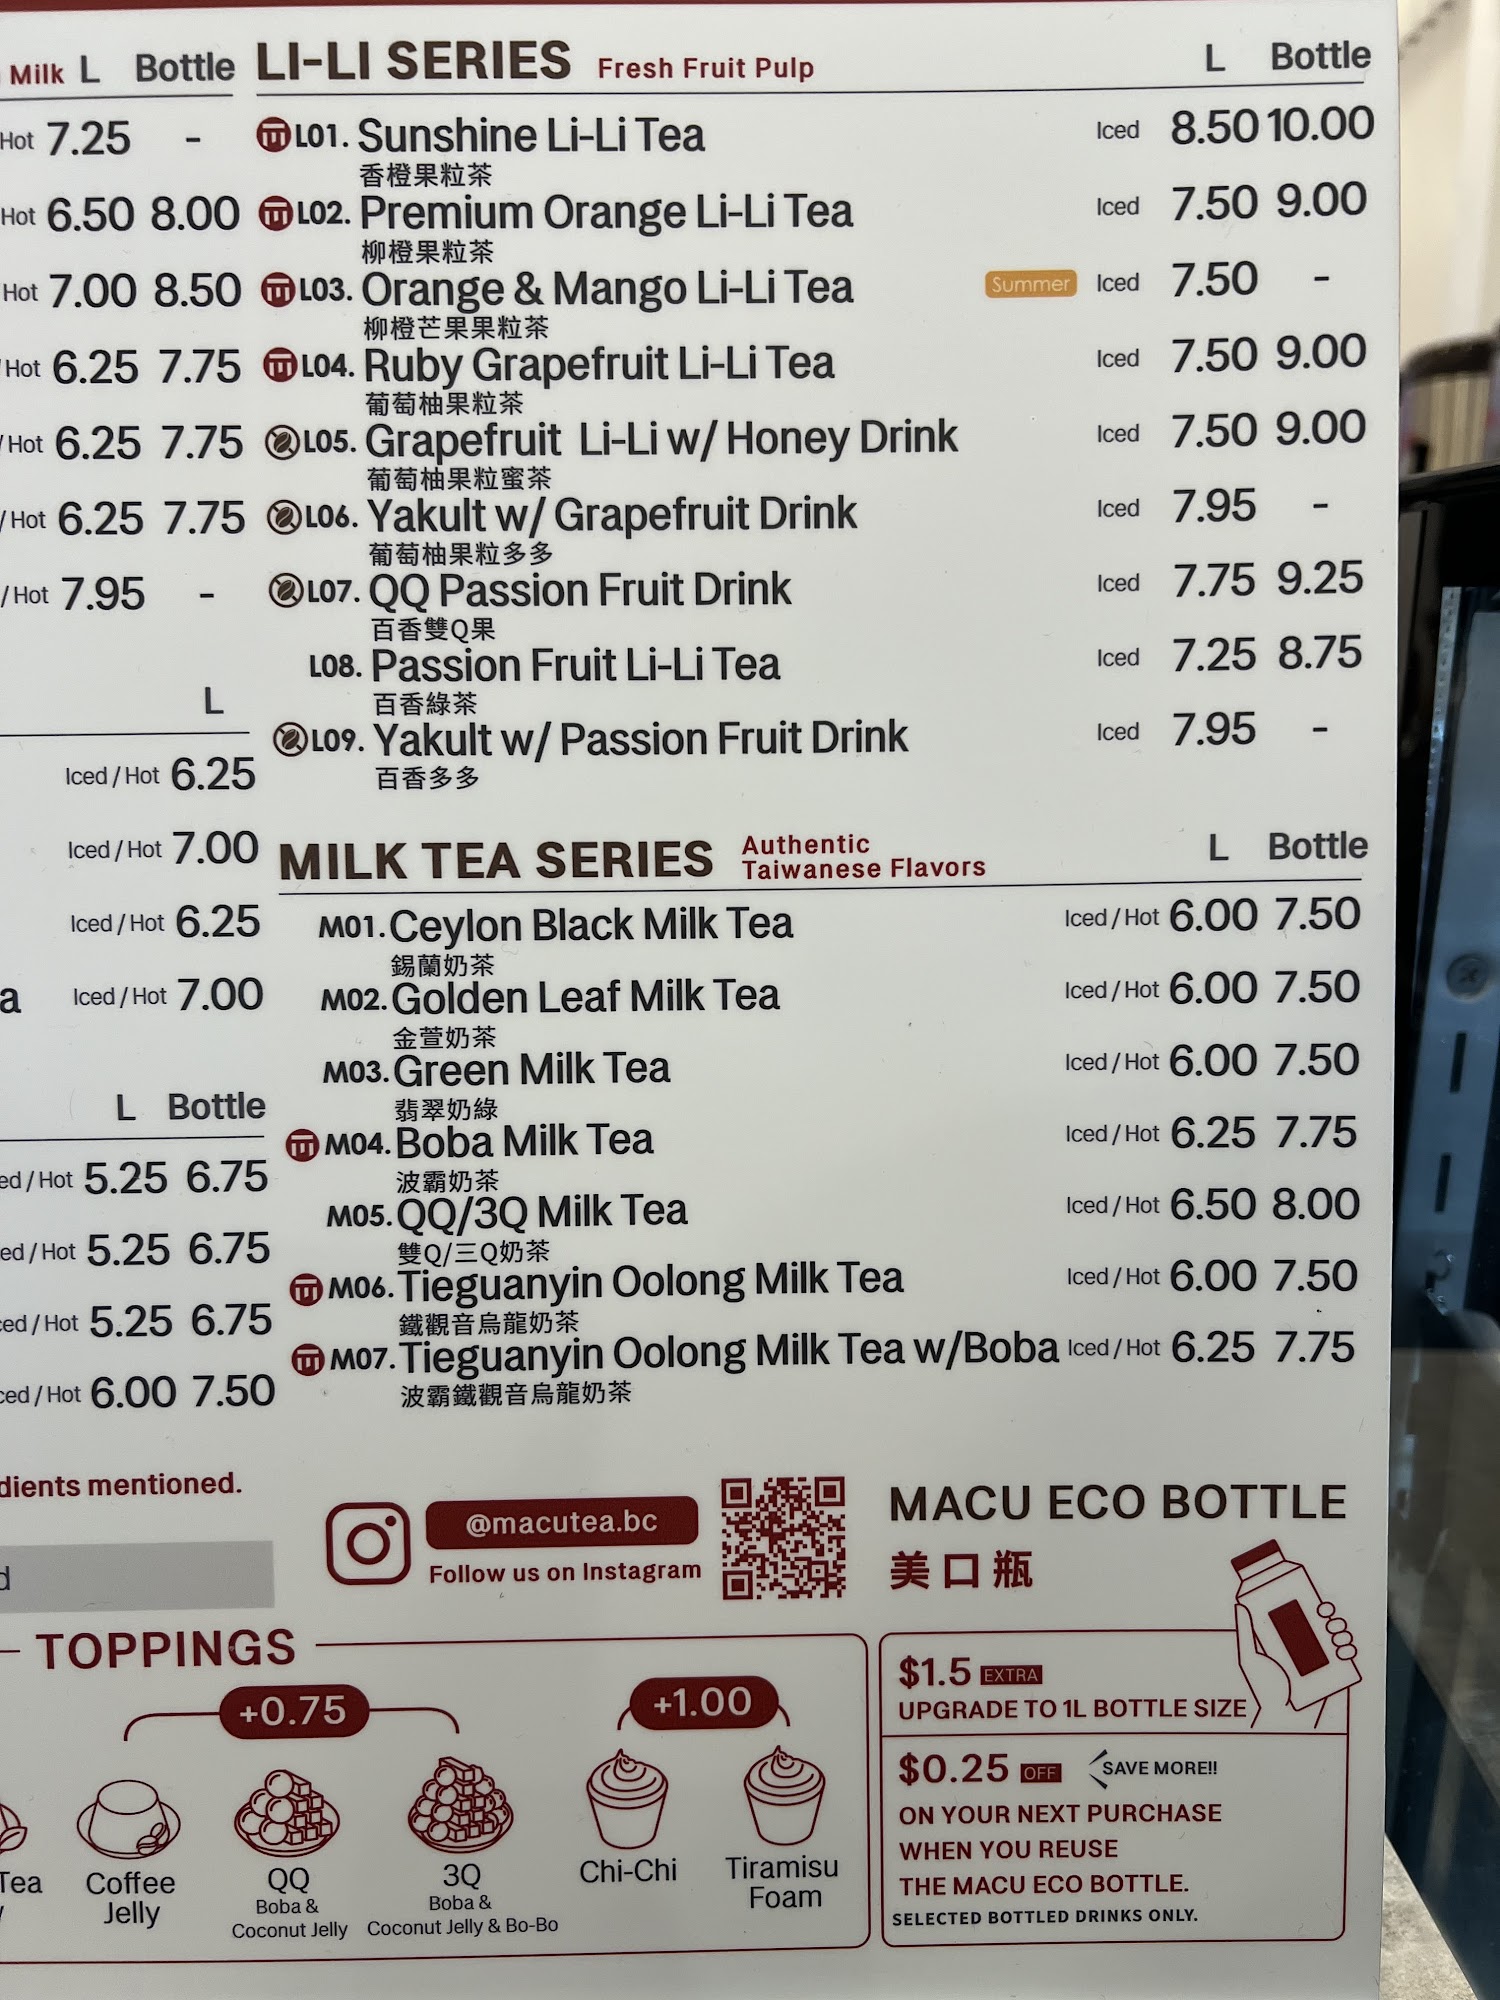 Milk L Bottle
Hot 7.25 -
Hot 6.50 8.00
Hot 7.00 8.50
/Hot 6.25 7.75
/Hot 6.25 7.75
/Hot 6.25 7.75
/Hot 7.95 -
L
Iced/Hot 6.25
Iced/Hot 7.00
Iced/Hot 6.25
a Iced/Hot 7.00
L Bottle
ed/Hot 5.25 6.75
ed/Hot 5.25 6.75
ced/Hot 5.25 6.75
ced/Hot 6.00 7.50
dients mentioned.
d
LI-LI SERIES Fresh Fruit Pulp L Bottle
L01. Sunshine Li-Li Tea Iced 8.50 10.00
香橙果粒茶
L02. Premium Orange Li-Li Tea Iced 7.50 9.00
柳橙果粒茶
L03. Orange & Mango Li-Li Tea Summer Iced 7.50 -
柳橙芒果果粒茶
L04. Ruby Grapefruit Li-Li Tea Iced 7.50 9.00
葡萄柚果粒茶
L05. Grapefruit Li-Li w/ Honey Drink Iced 7.50 9.00
葡萄柚果粒蜜茶
L06. Yakult w/ Grapefruit Drink Iced 7.95 -
葡萄柚果粒多多
L07. QQ Passion Fruit Drink Iced 7.75 9.25
百香雙Q果
L08. Passion Fruit Li-Li Tea Iced 7.25 8.75
百香綠茶
L09. Yakult w/ Passion Fruit Drink Iced 7.95 -
百香多多
MILK TEA SERIES Authentic L Bottle
Taiwanese Flavors
M01. Ceylon Black Milk Tea Iced/Hot 6.00 7.50
錫蘭奶茶
M02. Golden Leaf Milk Tea Iced/Hot 6.00 7.50
金萱奶茶
M03. Green Milk Tea Iced/Hot 6.00 7.50
翡翠奶綠
M04. Boba Milk Tea Iced/Hot 6.25 7.75
波霸奶茶
M05. QQ/3Q Milk Tea Iced/Hot 6.50 8.00
雙Q/三Q奶茶
M06. Tieguanyin Oolong Milk Tea Iced/Hot 6.00 7.50
鐵觀音烏龍奶茶
M07. Tieguanyin Oolong Milk Tea w/Boba Iced/Hot 6.25 7.75
波霸鐵觀音烏龍奶茶
@macutea.bc
Follow us on Instagram
MACU ECO BOTTLE
美口瓶
TOPPINGS
+0.75
+1.00
Tea
Coffee
Jelly
QQ
Boba &
Coconut Jelly
3Q
Boba &
Coconut Jelly & Bo-Bo
Chi-Chi
Tiramisu
Foam
$1.5 EXTRA
UPGRADE TO 1L BOTTLE SIZE
$0.25 OFF SAVE MORE!!
ON YOUR NEXT PURCHASE
WHEN YOU REUSE
THE MACU ECO BOTTLE.
SELECTED BOTTLED DRINKS ONLY.